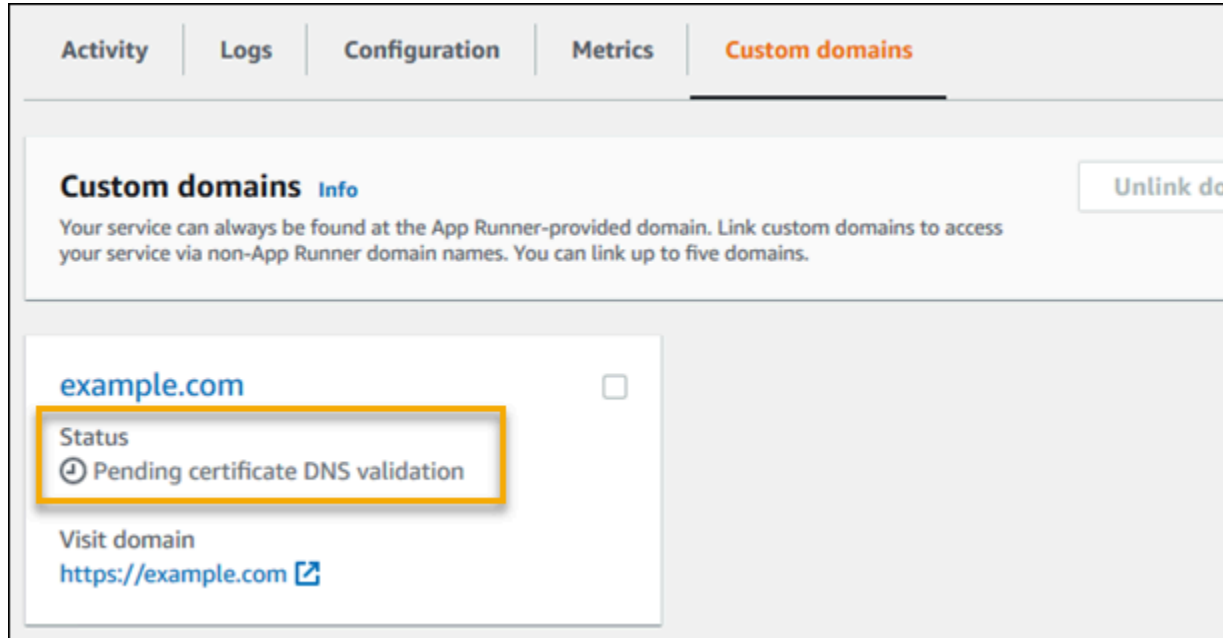 Activity Logs Configuration Metrics Custom domains
Custom domains Info
Unlink do
Your service can always be found at the App Runner-provided domain. Link custom domains to access
your service via non-App Runner domain names. You can link up to five domains.
example.com
Status
Pending certificate DNS validation
Visit domain
https://example.com